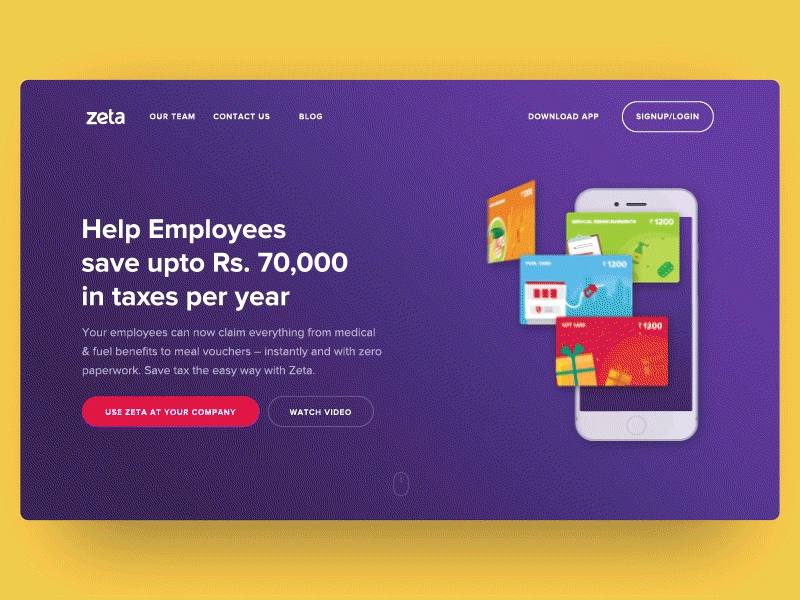 zeta
OUR TEAM
CONTACT US
BLOG
DOWNLOAD APP
SIGNUP/LOGIN
Help Employees
save upto Rs. 70,000
in taxes per year
Your employees can now claim everything from medical
& fuel benefits to meal vouchers – instantly and with zero
paperwork. Save tax the easy way with Zeta.
USE ZETA AT YOUR COMPANY
WATCH VIDEO
₹1200
₹1200
GIFT CARD